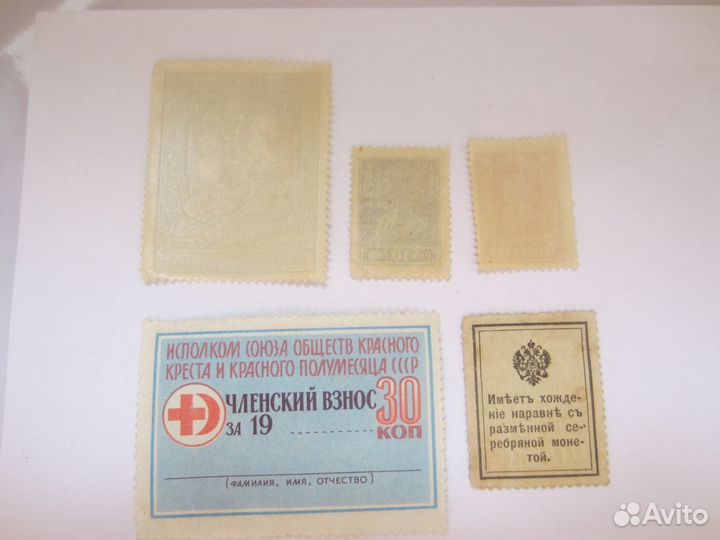 ИСПОЛКОМ СОЮЗА ОБЩЕСТВ КРАСНОГО
КРЕСТА И КРАСНОГО ПОЛУМЕСЯЦА СССР
ЧЛЕНСКИЙ ВЗНОС
ЗА 19 ............
30
КОП
(ФАМИЛИЯ, ИМЯ, ОТЧЕСТВО)
Имѣетъ хожде-
ніе наравнѣ съ
размѣнной се-
ребряной моне-
той.
Avito